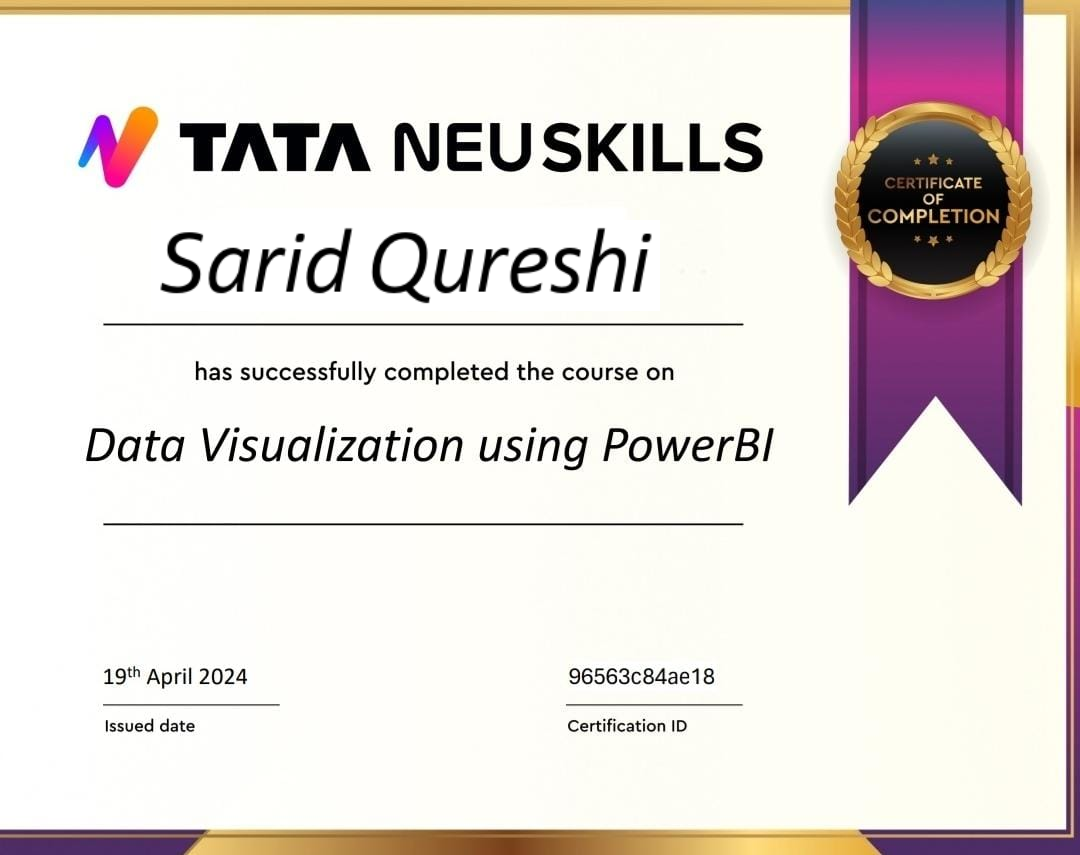 TATA NEUSKILLS
CERTIFICATE
OF
COMPLETION
Sarid Qureshi
has successfully completed the course on
Data Visualization using PowerBI
19th April 2024
96563c84ae18
Issued date
Certification ID